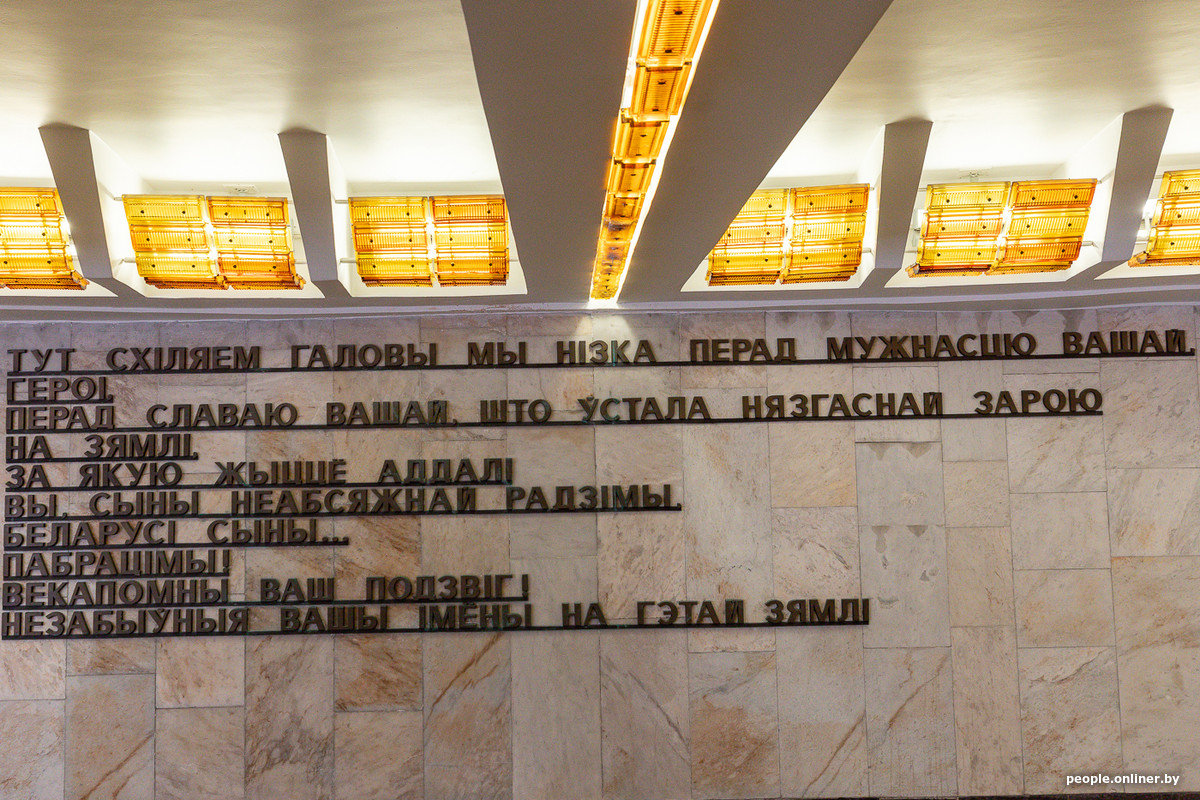 ТУТ СХІЛЯЕМ ГАЛОВЫ МЫ НІЗКА ПЕРАД МУЖНАСЦЮ ВАШАЙ,
ГЕРОІ,
ПЕРАД СЛАВАЮ ВАШАЙ, ШТО ЎСТАЛА НЯЗГАСНАЙ ЗАРОЮ
НА ЗЯМЛІ,
ЗА ЯКУЮ ЖЫЦЦЁ АДДАЛІ
ВЫ, СЫНЫ НЕАБСЯЖНАЙ РАДЗІМЫ,
БЕЛАРУСІ СЫНЫ...
ПАБРАЦІМЫ!
ВЕКАПОМНЫ ВАШ ПОДЗВІГ!
НЕЗАБЫЎНЫЯ ВАШЫ ІМЁНЫ НА ГЭТАЙ ЗЯМЛІ
people.onliner.by